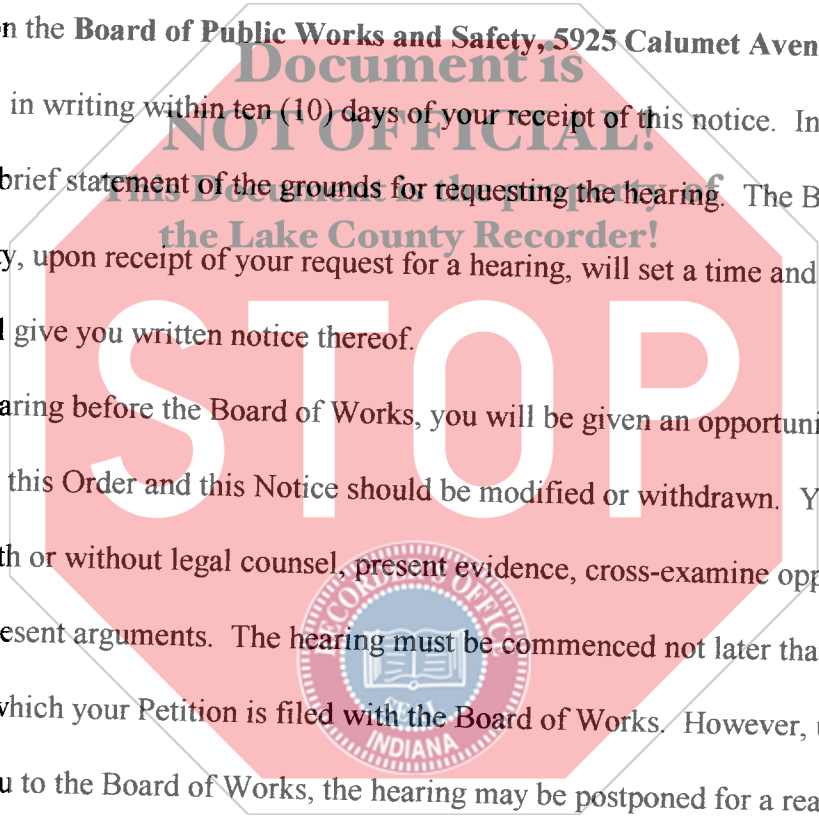 n the Board of Public Works and Safety, 5925 Calumet Aven
Document is
in writing within ten (10) days of your receipt of this notice. In
NOT OFFICIAL!
brief statement of the grounds for requesting the hearing. The B
This Document is the property of
the Lake County Recorder!
y, upon receipt of your request for a hearing, will set a time and
give you written notice thereof.
STOP
aring before the Board of Works, you will be given an opportuni
this Order and this Notice should be modified or withdrawn. Y
th or without legal counsel, present evidence, cross-examine opp
esent arguments. The hearing must be commenced not later tha
which your Petition is filed with the Board of Works. However, u
u to the Board of Works, the hearing may be postponed for a rea
RECORDER'S OFFICE
SEAL
INDIANA